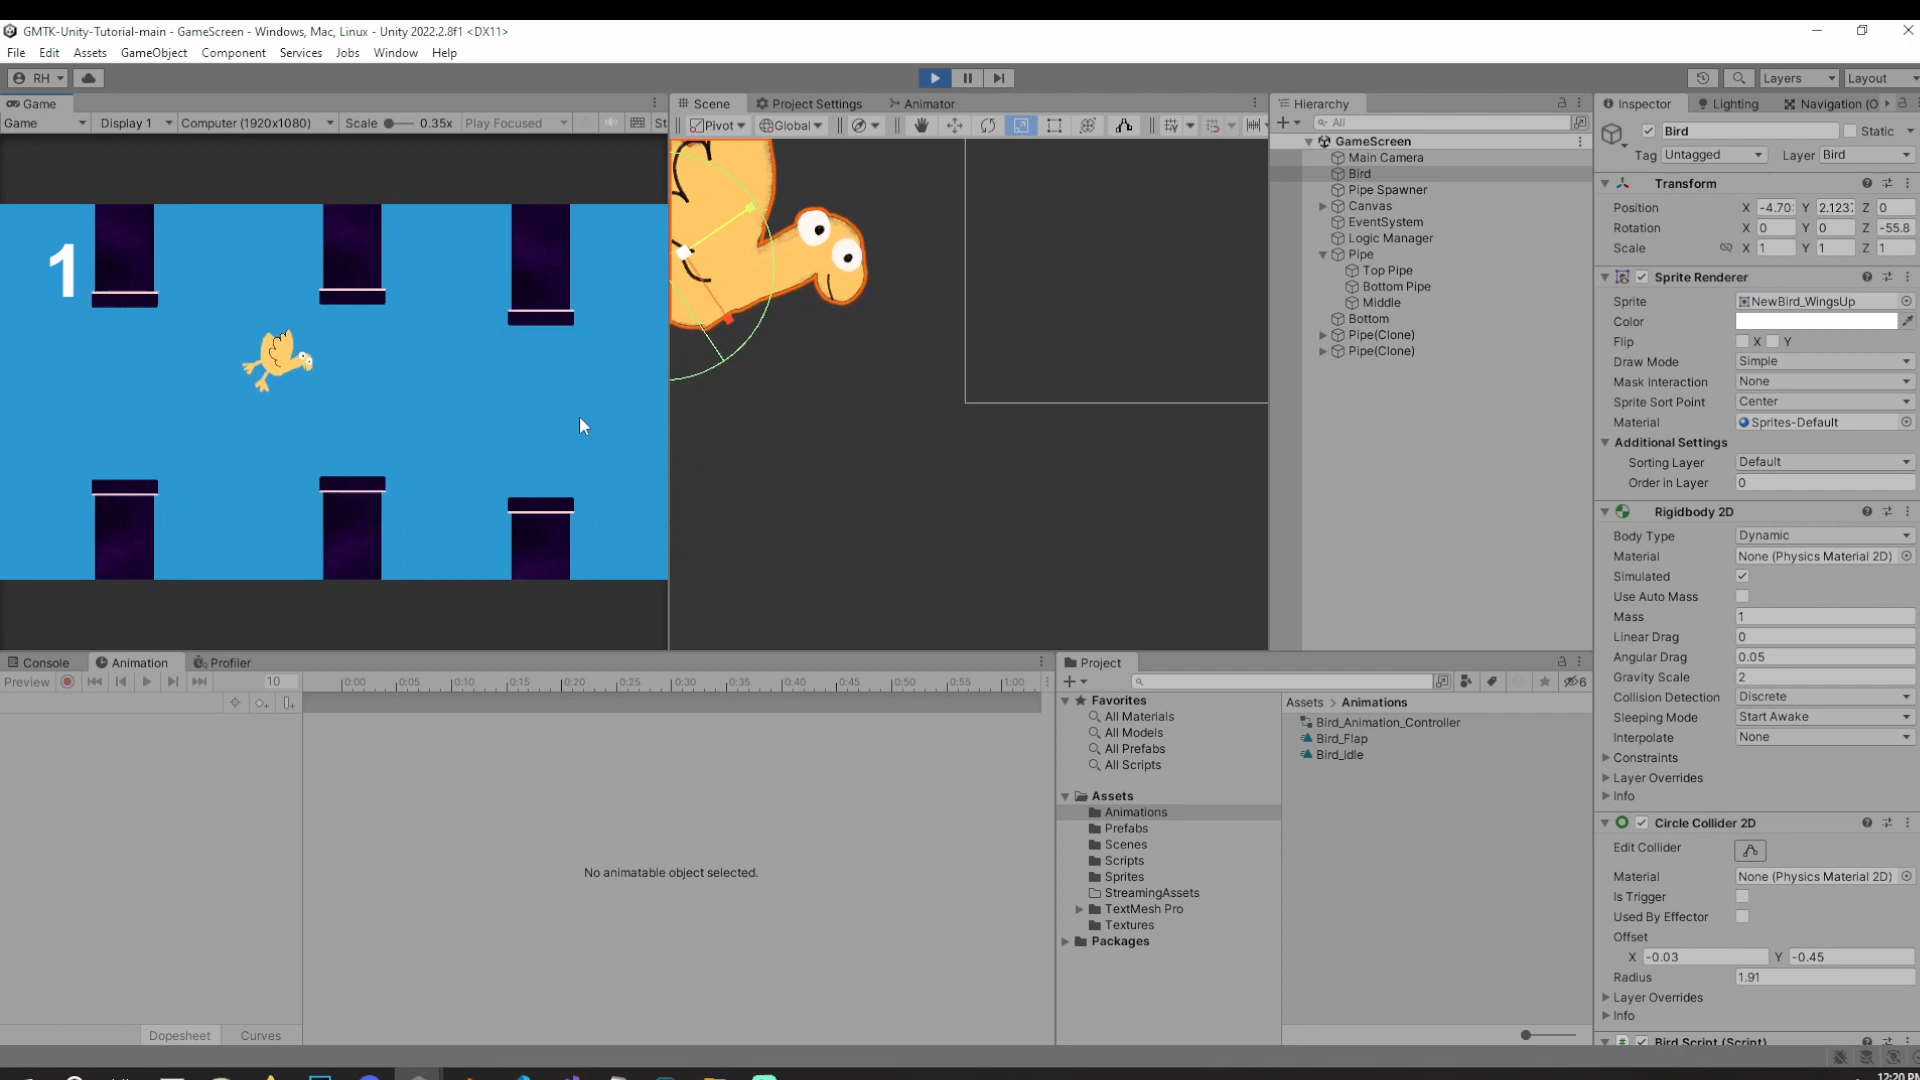 GMTK-Unity-Tutorial-main - GameScreen - Windows, Mac, Linux - Unity 2022.2.8f1 <DX11>
File Edit Assets GameObject Component Services Jobs Window Help
RH Layers Layout
Game Scene Project Settings Animator Hierarchy Inspector Lighting Navigation (O
Game Display 1 Computer (1920x1080) Scale 0.35x Play Focused St Pivot Global All
Bird Static
Tag Untagged Layer Bird
1
GameScreen
Main Camera
Bird
Pipe Spawner
Canvas
EventSystem
Logic Manager
Pipe
Top Pipe
Bottom Pipe
Middle
Bottom
Pipe(Clone)
Pipe(Clone)
Transform
Position X -4.70 Y 2.123 Z 0
Rotation X 0 Y 0 Z -55.8
Scale X 1 Y 1 Z 1
Sprite Renderer
Sprite NewBird_WingsUp
Color
Flip X Y
Draw Mode Simple
Mask Interaction None
Sprite Sort Point Center
Material Sprites-Default
Additional Settings
Sorting Layer Default
Order in Layer 0
Rigidbody 2D
Body Type Dynamic
Material None (Physics Material 2D)
Simulated
Use Auto Mass
Mass 1
Linear Drag 0
Angular Drag 0.05
Gravity Scale 2
Collision Detection Discrete
Sleeping Mode Start Awake
Interpolate None
Constraints
Layer Overrides
Info
Circle Collider 2D
Edit Collider
Material None (Physics Material 2D)
Is Trigger
Used By Effector
Offset
X -0.03 Y -0.45
Radius 1.91
Layer Overrides
Info
Bird Script (Script)
Console Animation Profiler
Preview 10 0:00 0:05 0:10 0:15 0:20 0:25 0:30 0:35 0:40 0:45 0:50 0:55 1:00
No animatable object selected.
Dopesheet Curves
Project
6
Favorites
All Materials
All Models
All Prefabs
All Scripts
Assets
Animations
Prefabs
Scenes
Scripts
Sprites
StreamingAssets
TextMesh Pro
Textures
Packages
Assets > Animations
Bird_Animation_Controller
Bird_Flap
Bird_Idle
12:20 PM